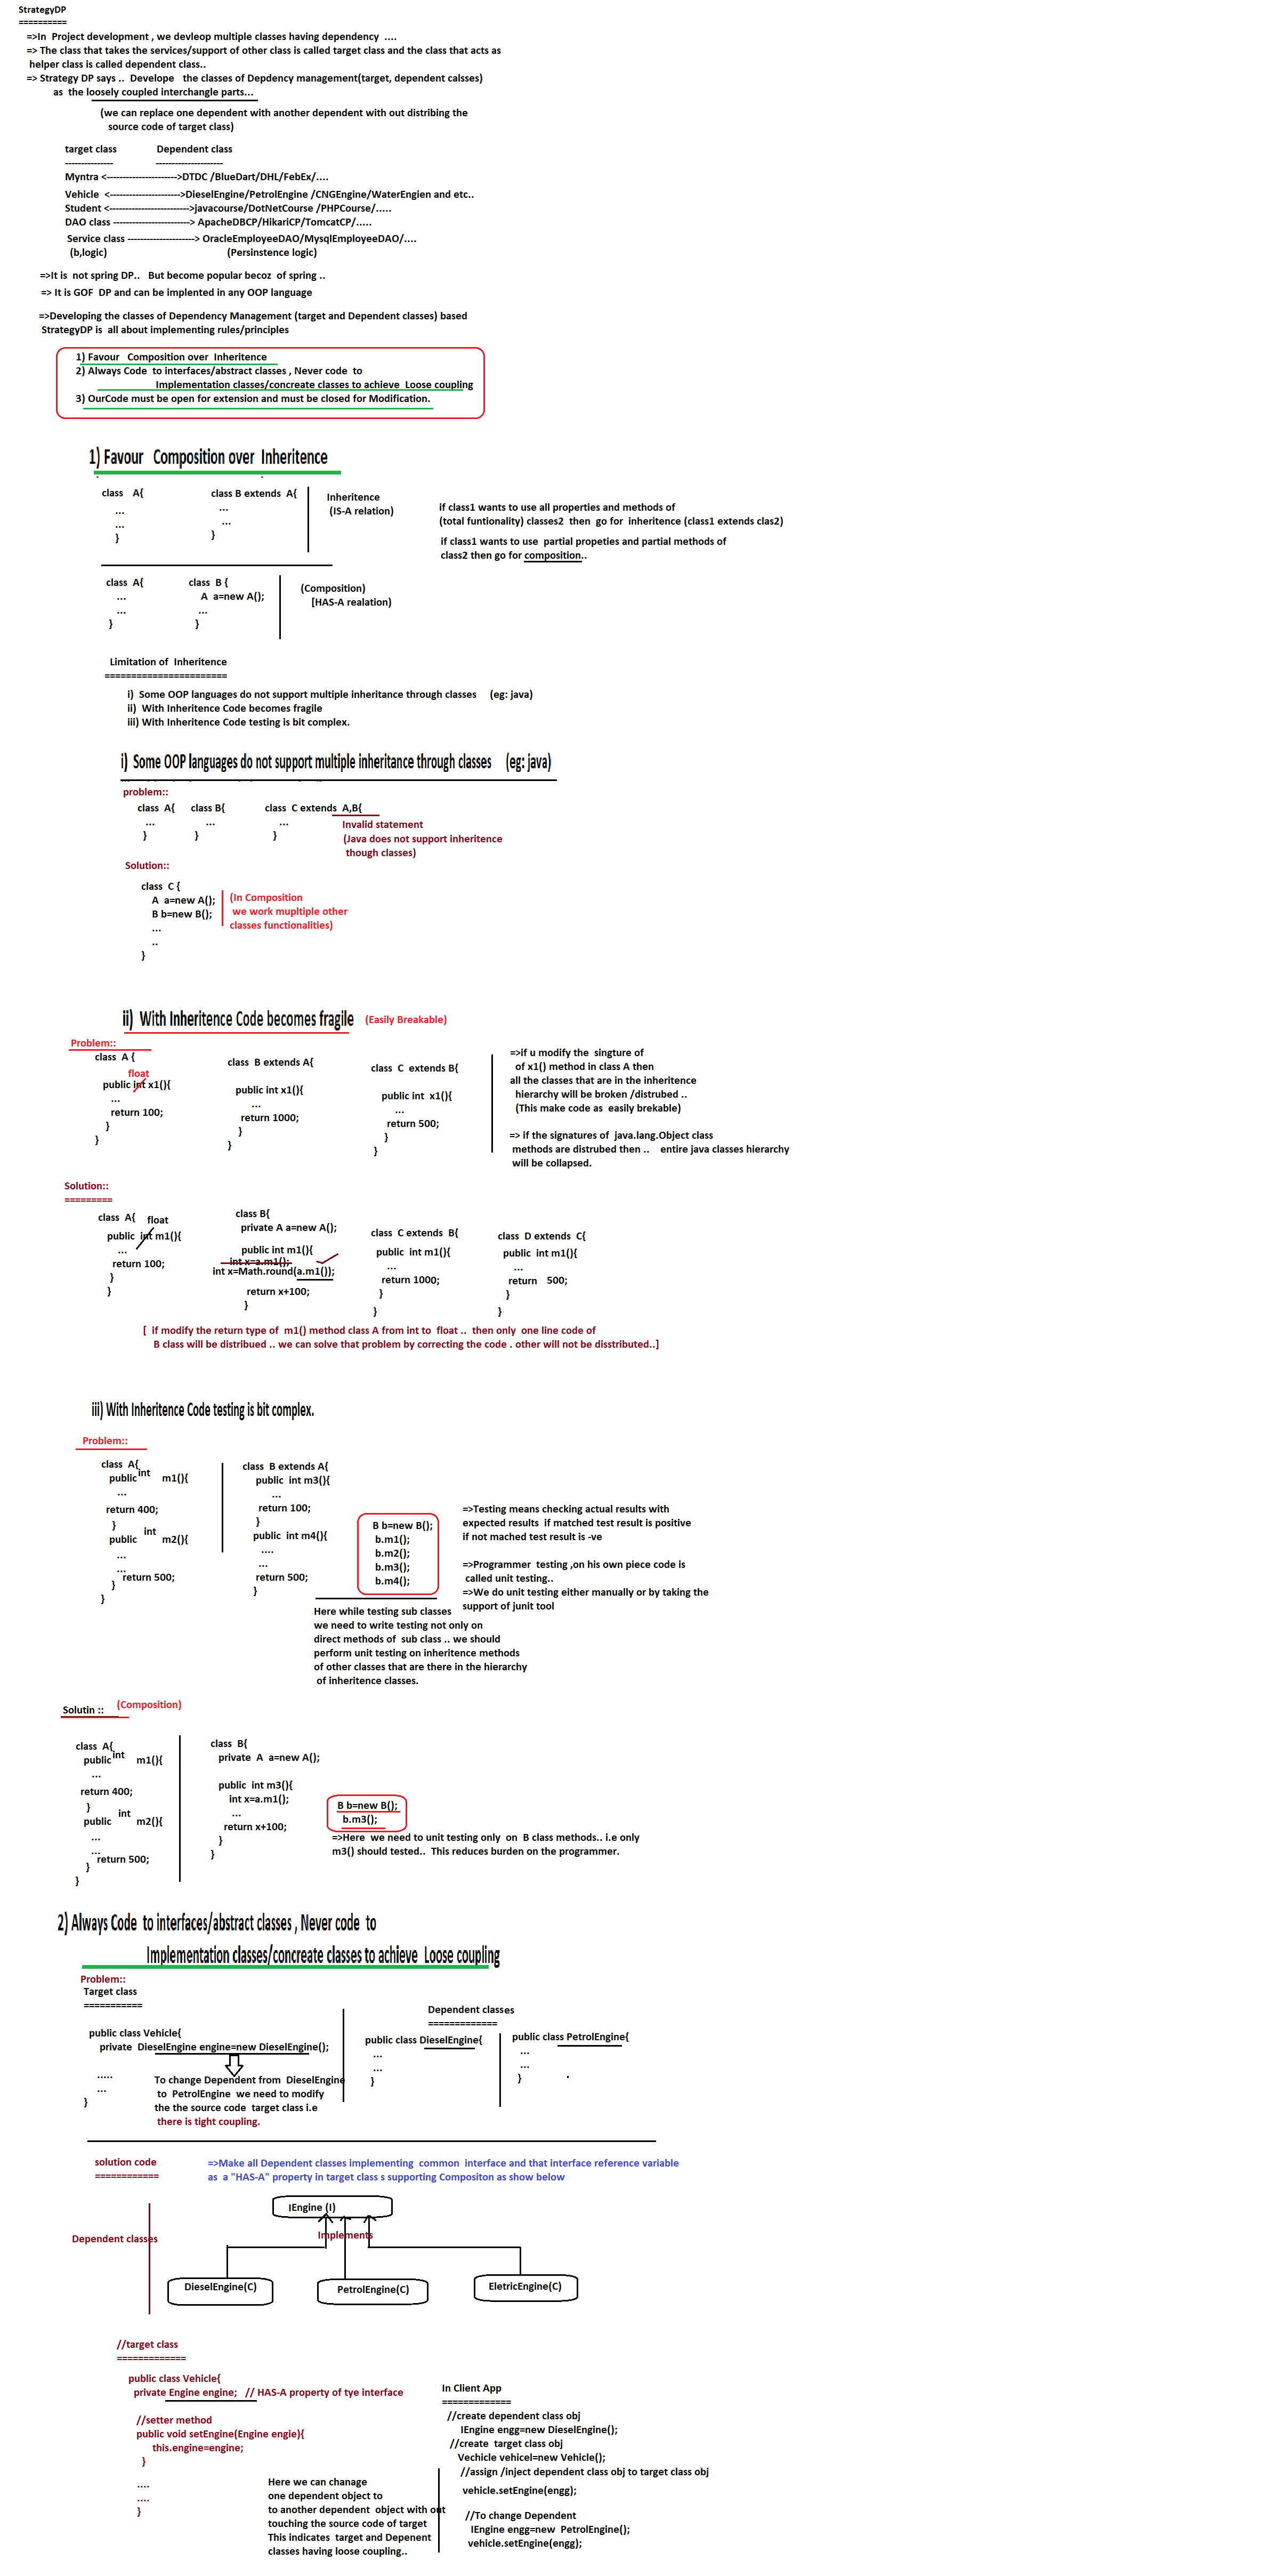 StrategyDP
==========
=>In  Project development , we devleop multiple classes having dependency  ....
=> The class that takes the services/support of other class is called target class and the class that acts as
helper class is called dependent class..
=> Strategy DP says ..  Develope   the classes of Depdency management(target, dependent calsses)
as  the loosely coupled interchangle parts...
(we can replace one dependent with another dependent with out distribing the
source code of target class)
target class               Dependent class
---------------               ---------------------
Myntra <---------------------->DTDC /BlueDart/DHL/FebEx/....
Vehicle  <----------------------->DieselEngine/PetrolEngine /CNGEngine/WaterEngien and etc..
Student <------------------------->javacourse/DotNetCourse /PHPCourse/.....
DAO class ------------------------> ApacheDBCP/HikariCP/TomcatCP/.....
Service class ---------------------> OracleEmployeeDAO/MysqlEmployeeDAO/....
(b,logic)                                             (Persinstence logic)
=>It is  not spring DP..   But become popular becoz  of spring ..
=> It is GOF  DP and can be implented in any OOP language
=>Developing the classes of Dependency Management (target and Dependent classes) based
StrategyDP is  all about implementing rules/principles
1) Favour   Composition over  Inheritence
2) Always Code  to interfaces/abstract classes , Never code  to
Implementation classes/concreate classes to achieve  Loose coupling
3) OurCode must be open for extension and must be closed for Modification.
1) Favour   Composition over  Inheritence
class   A{
...
...
}
class B extends  A{
...
...
}
Inheritence
(IS-A relation)
if class1 wants to use all properties and methods of
(total funtionality) classes2  then  go for  inheritence (class1 extends clas2)
if class1 wants to use  partial propeties and partial methods of
class2 then go for composition..
class  A{
...
...
}
class  B {
A  a=new A();
...
}
(Composition)
[HAS-A realation)
Limitation of  Inheritence
=======================
i)  Some OOP languages do not support multiple inheritance through classes     (eg: java)
ii)  With Inheritence Code becomes fragile
iii) With Inheritence Code testing is bit complex.
i)  Some OOP languages do not support multiple inheritance through classes     (eg: java)
problem::
class  A{
...
}
class B{
...
}
class  C extends  A,B{
...
}
Invalid statement
(Java does not support inheritence
though classes)
Solution::
class  C {
A  a=new A();
B b=new B();
...
..
}
(In Composition
we work mupltiple other
classes functionalities)
ii)  With Inheritence Code becomes fragile   (Easily Breakable)
Problem::
class  A {
float
public int x1(){
...
return 100;
}
}
class  B extends A{
public int x1(){
...
return 1000;
}
}
class  C  extends B{
public int  x1(){
...
return 500;
}
}
=>if u modify the  singture of
of x1() method in class A then
all the classes that are in the inheritence
hierarchy will be broken /distrubed ..
(This make code as  easily brekable)
=> if the signatures of  java.lang.Object class
methods are distrubed then ..    entire java classes hierarchy
will be collapsed.
Solution::
=========
class  A{
float
public  int m1(){
...
return 100;
}
}
class B{
private A a=new A();
public int m1(){
int x=a.m1();
int x=Math.round(a.m1());
return x+100;
}
class  C extends  B{
public  int m1(){
...
return 1000;
}
}
class  D extends  C{
public  int m1(){
...
return    500;
}
}
[  if modify the return type of  m1() method class A from int to  float ..  then only  one line code of
B class will be distribued .. we can solve that problem by correcting the code . other will not be disstributed..]
iii) With Inheritence Code testing is bit complex.
Problem::
class  A{
public int m1(){
...
return 400;
}
public int m2(){
...
...
return 500;
}
}
class  B extends A{
public  int m3(){
...
return 100;
}
public  int m4(){
....
...
return 500;
}
B b=new B();
b.m1();
b.m2();
b.m3();
b.m4();
=>Testing means checking actual results with
expected results  if matched test result is positive
if not mached test result is -ve
=>Programmer  testing ,on his own piece code is
called unit testing..
=>We do unit testing either manually or by taking the
support of junit tool
Here while testing sub classes
we need to write testing not only on
direct methods of  sub class .. we should
perform unit testing on inheritence methods
of other classes that are there in the hierarchy
of inheritence classes.
Solutin ::    (Composition)
class  A{
public int m1(){
...
return 400;
}
public int m2(){
...
...
return 500;
}
}
class  B{
private  A  a=new A();
public  int m3(){
int x=a.m1();
...
return x+100;
}
}
B b=new B();
b.m3();
=>Here  we need to unit testing only  on  B class methods.. i.e only
m3() should tested..  This reduces burden on the programmer.
2) Always Code  to interfaces/abstract classes , Never code  to
Implementation classes/concreate classes to achieve  Loose coupling
Problem::
Target class
===========
public class Vehicle{
private  DieselEngine engine=new DieselEngine();
.....
...
}
To change Dependent from  DieselEngine
to  PetrolEngine  we need to modify
the the source code  target class i.e
there is tight coupling.
Dependent classes
=============
public class DieselEngine{
...
...
}
public class PetrolEngine{
...
...
}
solution code
============
=>Make all Dependent classes implementing  common  interface and that interface reference variable
as  a "HAS-A" property in target class s supporting Compositon as show below
IEngine (I)
Implements
Dependent classes
DieselEngine(C)
PetrolEngine(C)
EletricEngine(C)
//target class
=============
public class Vehicle{
private Engine engine;   // HAS-A property of tye interface
//setter method
public void setEngine(Engine engie){
this.engine=engine;
}
....
....
}
Here we can chanage
one dependent object to
to another dependent  object with out
touching the source code of target
This indicates  target and Depenent
classes having loose coupling..
In Client App
=============
//create dependent class obj
IEngine engg=new DieselEngine();
//create  target class obj
Vechicle vehicel=new Vehicle();
//assign /inject dependent class obj to target class obj
vehicle.setEngine(engg);
//To change Dependent
IEngine engg=new  PetrolEngine();
vehicle.setEngine(engg);